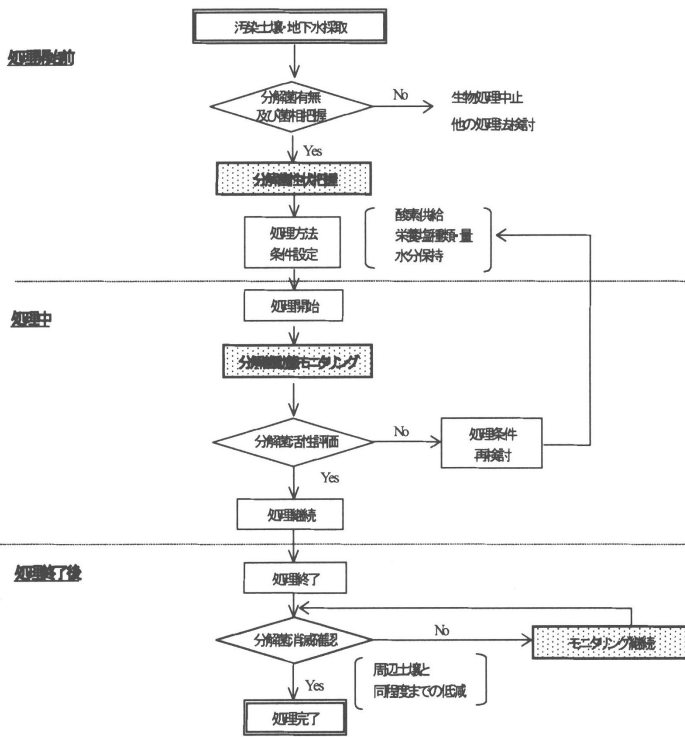 汚染土壌・地下水採取
処理開始前
分解菌有無
及び菌相把握
No
生物処理中止
他の処理法検討
Yes
分解菌性状把握
処理方法
条件設定
酸素供給
栄養塩種類・量
水分保持
処理開始
処理中
分解菌動態モニタリング
分解菌活性評価
No
処理条件
再検討
Yes
処理継続
処理終了後
処理終了
分解菌消滅確認
No
モニタリング継続
周辺土壌と
同程度までの低減
Yes
処理完了